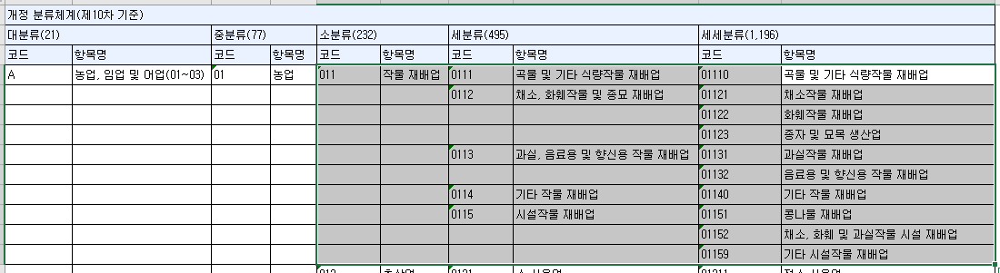 개정 분류체계(제10차 기준)
대분류(21) 중분류(77) 소분류(232) 세분류(495) 세세분류(1,196)
코드 항목명 코드 항목명 코드 항목명 코드 항목명 코드 항목명
A 농업, 임업 및 어업(01~03) 01 농업 011 작물 재배업 0111 곡물 및 기타 식량작물 재배업 01110 곡물 및 기타 식량작물 재배업
0112 채소, 화훼작물 및 종묘 재배업 01121 채소작물 재배업
01122 화훼작물 재배업
01123 종자 및 묘목 생산업
0113 과실, 음료용 및 향신용 작물 재배업 01131 과실작물 재배업
01132 음료용 및 향신용 작물 재배업
0114 기타 작물 재배업 01140 기타 작물 재배업
0115 시설작물 재배업 01151 콩나물 재배업
01152 채소, 화훼 및 과실작물 시설 재배업
01159 기타 시설작물 재배업